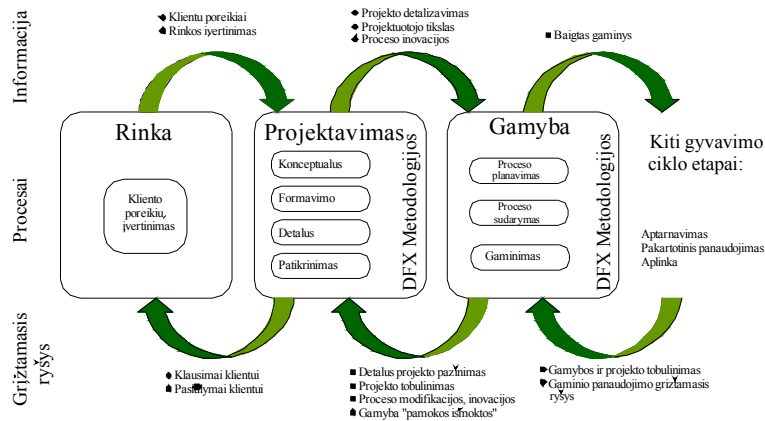 Informacija
Klientu poreikiai
Rinkos įvertinimas
Projekto detalizavimas
Projektuotojo tikslas
Proceso inovacijos
Baigtas gaminys
Procesai
Rinka
Kliento
poreikių,
įvertinimas
Projektavimas
Konceptualus
Formavimo
Detalus
Patikrinimas
DFX Metodologijos
Gamyba
Proceso
planavimas
Proceso
sudarymas
Gaminimas
DFX Metodologijos
Kiti gyvavimo
ciklo etapai:
Aptarnavimas
Pakartotinis panaudojimas
Aplinka
Grįžtamasis
ryšys
Klausimai klientui
klientui
Detalus projekto pažinimas
Projekto tobulinimas
Proceso modifikacijos, inovacijos
Gamyba "pamokos išmoktos"
Gamybos ir projekto tobulinimas
Gaminio panaudojimo grįžtamasis
ryšys